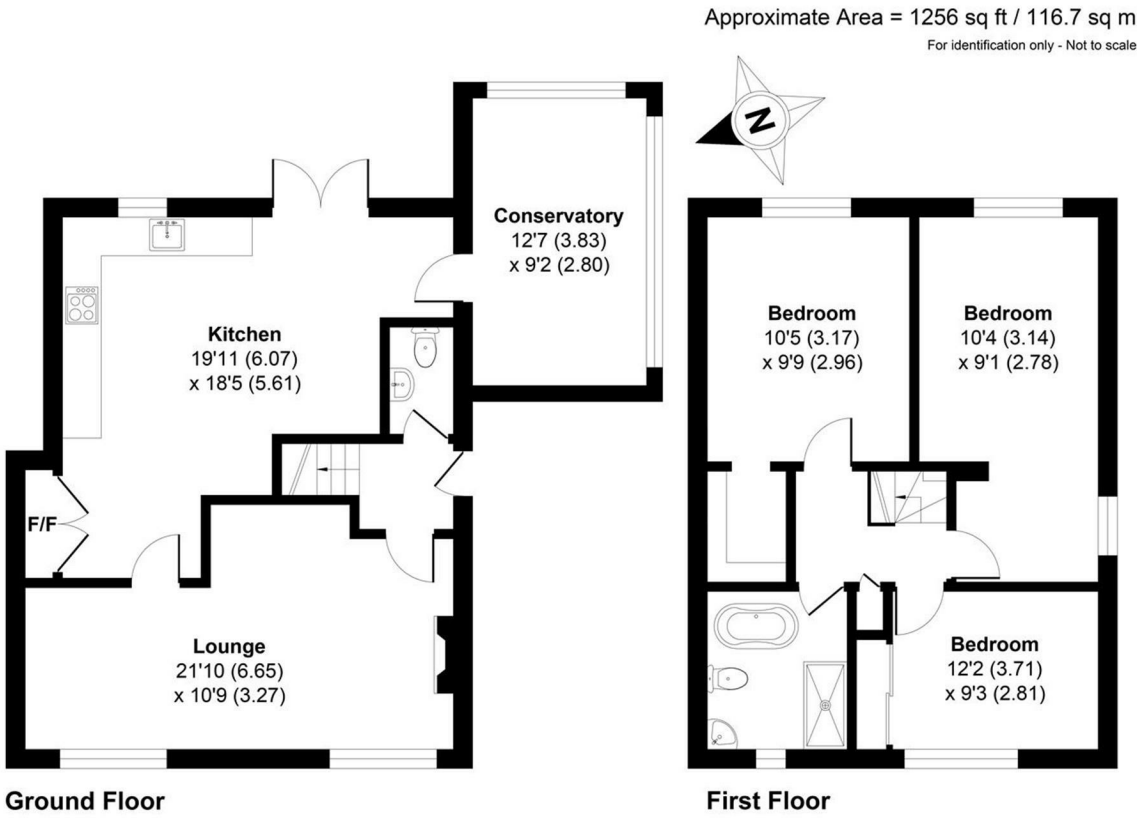 Approximate Area = 1256 sq ft / 116.7 sq m
For identification only - Not to scale
N
Conservatory
12'7 (3.83)
x 9'2 (2.80)
Kitchen
19'11 (6.07)
x 18'5 (5.61)
F/F
Lounge
21'10 (6.65)
x 10'9 (3.27)
Ground Floor
Bedroom
10'5 (3.17)
x 9'9 (2.96)
Bedroom
10'4 (3.14)
x 9'1 (2.78)
Bedroom
12'2 (3.71)
x 9'3 (2.81)
First Floor